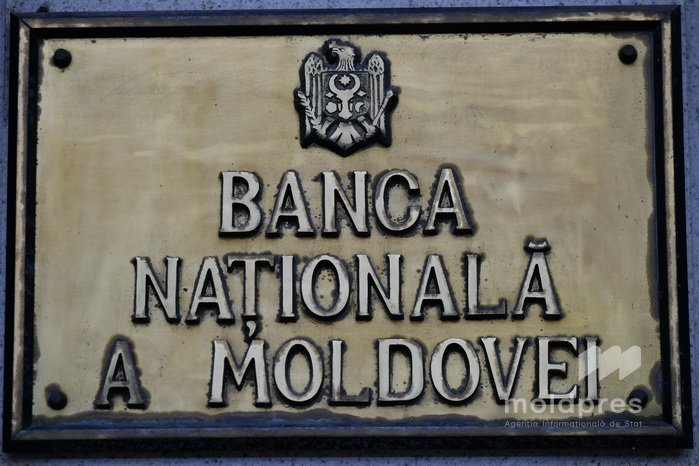 BANCA
NAȚIONALĂ
A MOLDOVEI
moldpres
Agenția Informațională de Stat